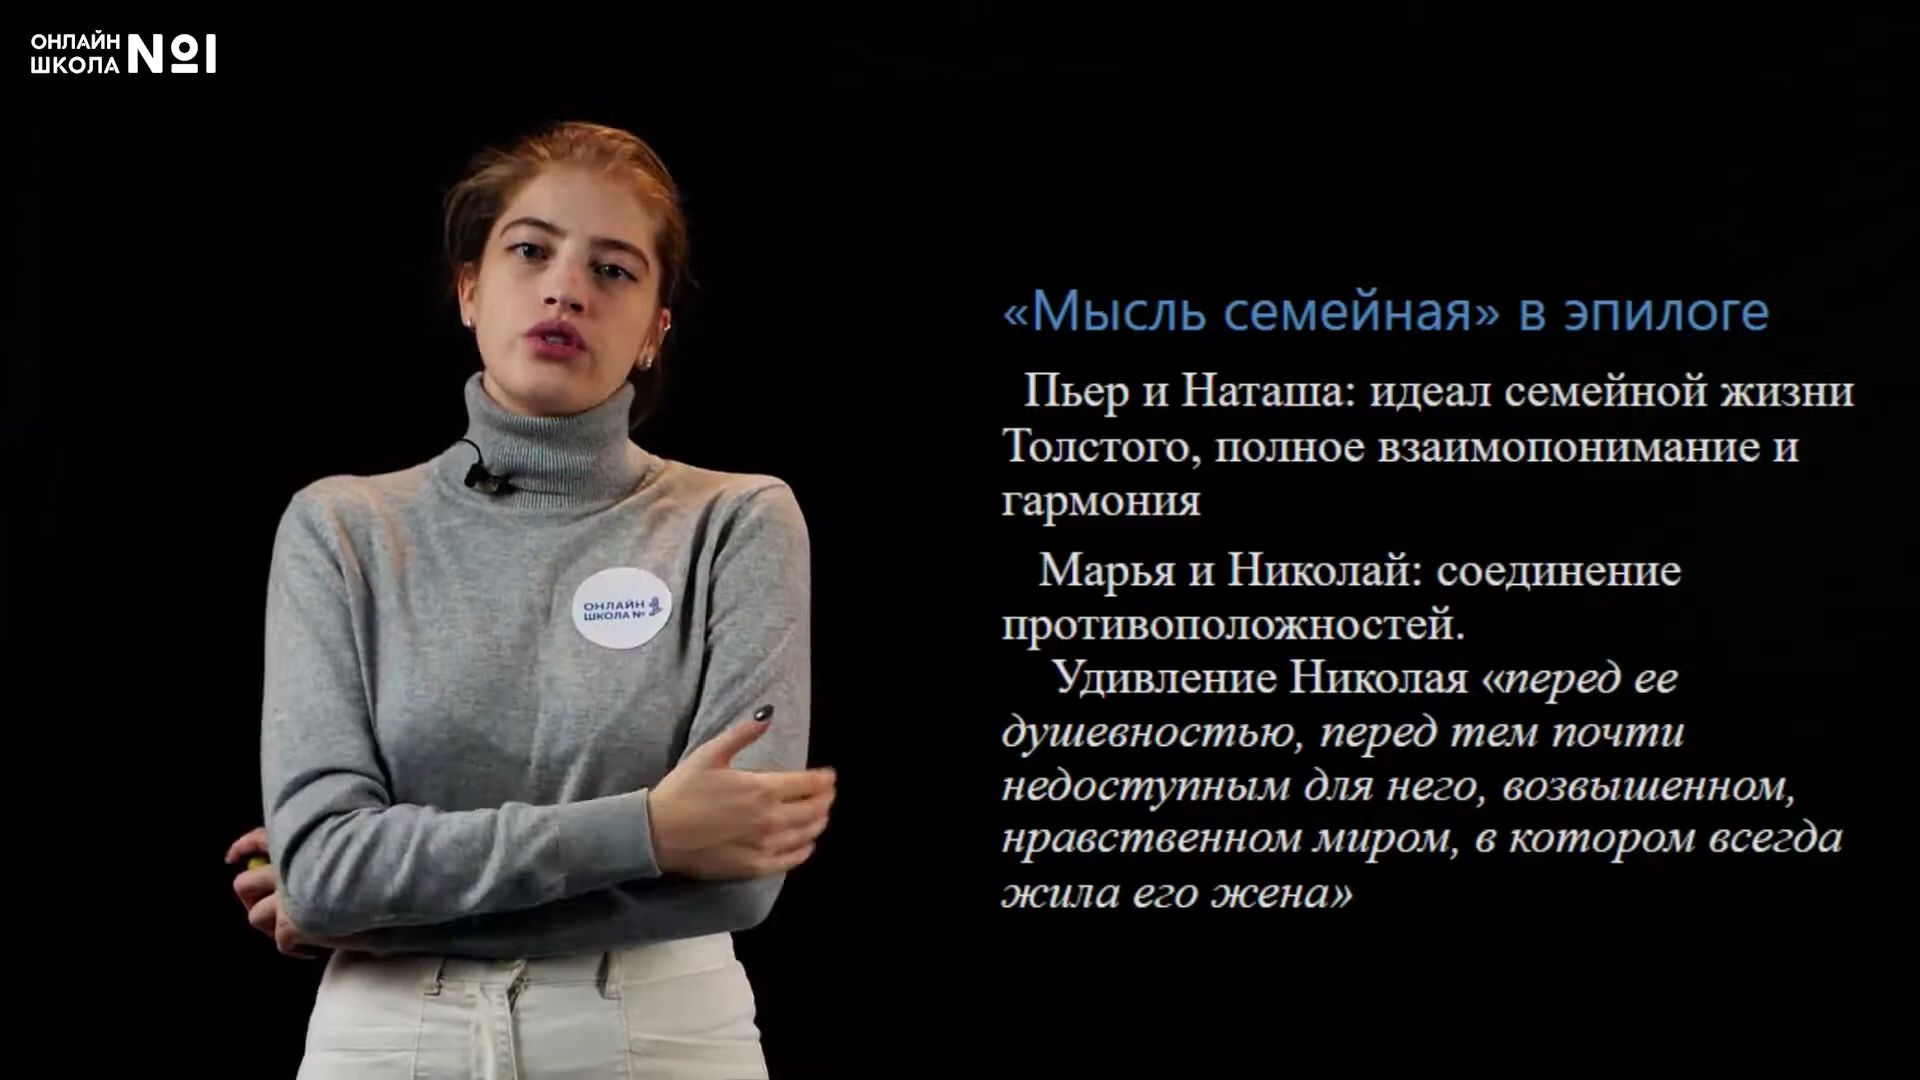 ОНЛАЙН
ШКОЛА №1
«Мысль семейная» в эпилоге
Пьер и Наташа: идеал семейной жизни
Толстого, полное взаимопонимание и
гармония
Марья и Николай: соединение
противоположностей.
Удивление Николая «перед ее
душевностью, перед тем почти
недоступным для него, возвышенном,
нравственном миром, в котором всегда
жила его жена»
ОНЛАЙН
ШКОЛА №1